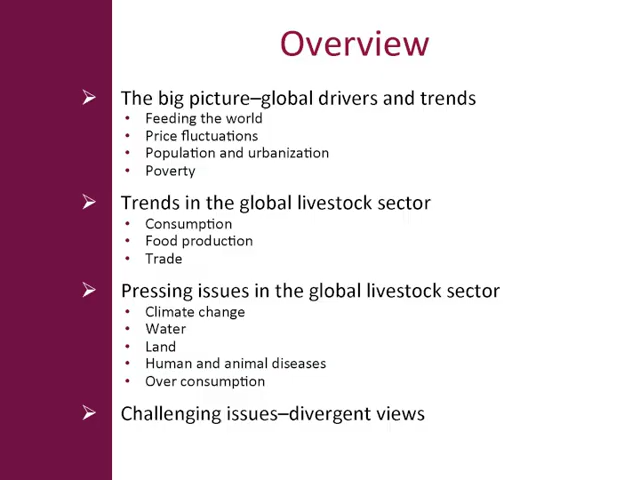 Overview
The big picture–global drivers and trends
• Feeding the world
• Price fluctuations
• Population and urbanization
• Poverty
Trends in the global livestock sector
• Consumption
• Food production
• Trade
Pressing issues in the global livestock sector
• Climate change
• Water
• Land
• Human and animal diseases
• Over consumption
Challenging issues–divergent views